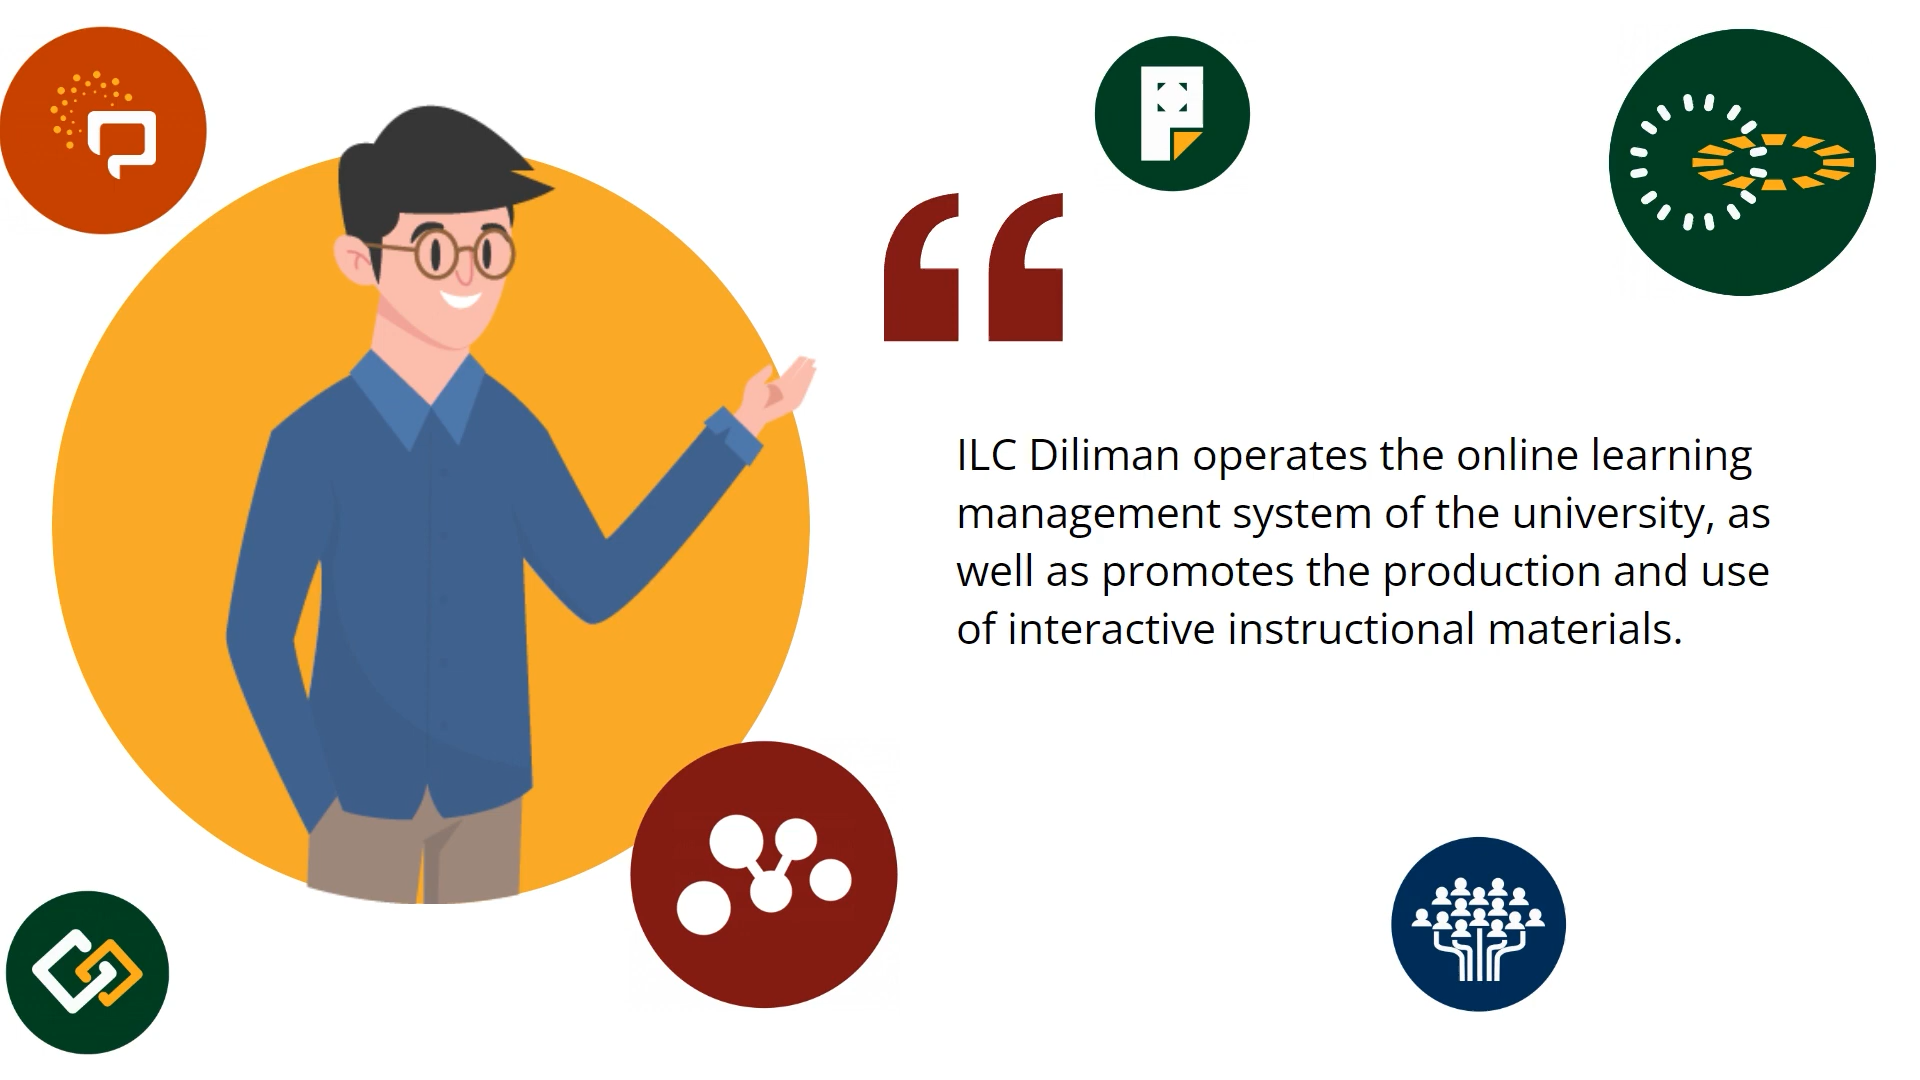 ILC Diliman operates the online learning
management system of the university, as
well as promotes the production and use
of interactive instructional materials.